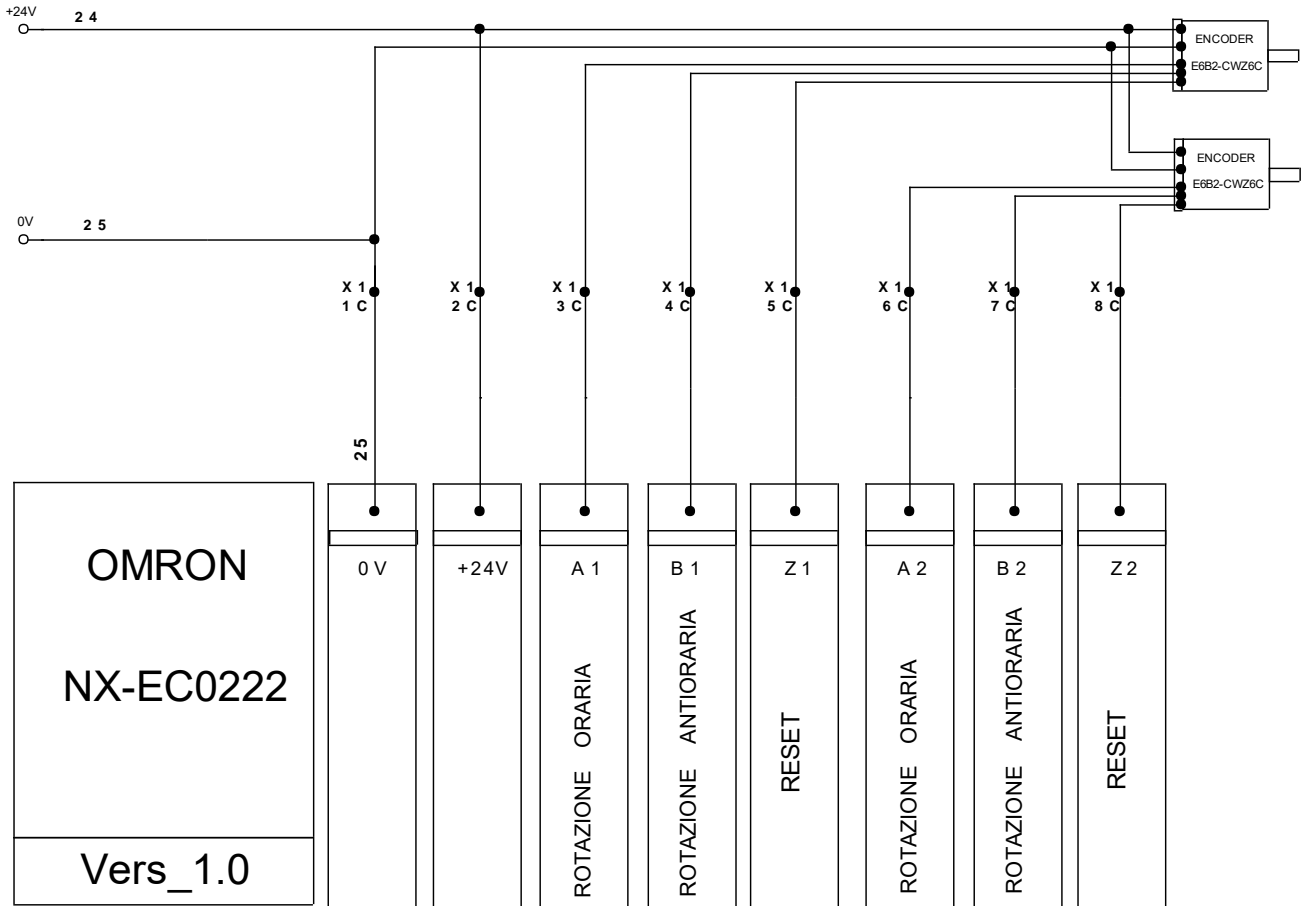 +24V
2 4
ENCODER
E6B2-CWZ6C
ENCODER
E6B2-CWZ6C
0V
2 5
X 1
1 C
X 1
2 C
X 1
3 C
X 1
4 C
X 1
5 C
X 1
6 C
X 1
7 C
X 1
8 C
25
OMRON
NX-EC0222
Vers_1.0
0 V
+24V
A 1
B 1
Z 1
A 2
B 2
Z 2
ROTAZIONE ORARIA
ROTAZIONE ANTIORARIA
RESET
ROTAZIONE ORARIA
ROTAZIONE ANTIORARIA
RESET